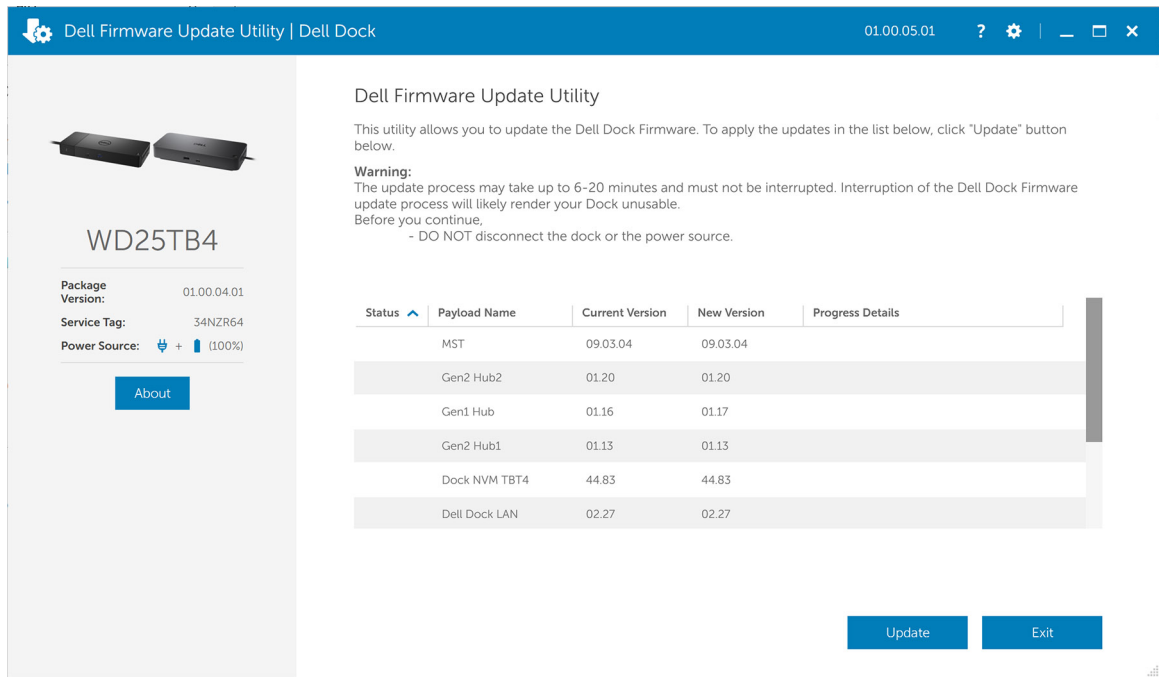 Dell Firmware Update Utility | Dell Dock
01.00.05.01
?
Dell Firmware Update Utility
This utility allows you to update the Dell Dock Firmware. To apply the updates in the list below, click "Update" button
below.
Warning:
The update process may take up to 6-20 minutes and must not be interrupted. Interruption of the Dell Dock Firmware
update process will likely render your Dock unusable.
Before you continue,
- DO NOT disconnect the dock or the power source.
WD25TB4
Package
Version: 01.00.04.01
Service Tag: 34NZR64
Power Source: + (100%)
About
Status Payload Name Current Version New Version Progress Details
MST 09.03.04 09.03.04
Gen2 Hub2 01.20 01.20
Gen1 Hub 01.16 01.17
Gen2 Hub1 01.13 01.13
Dock NVM TBT4 44.83 44.83
Dell Dock LAN 02.27 02.27
Update Exit